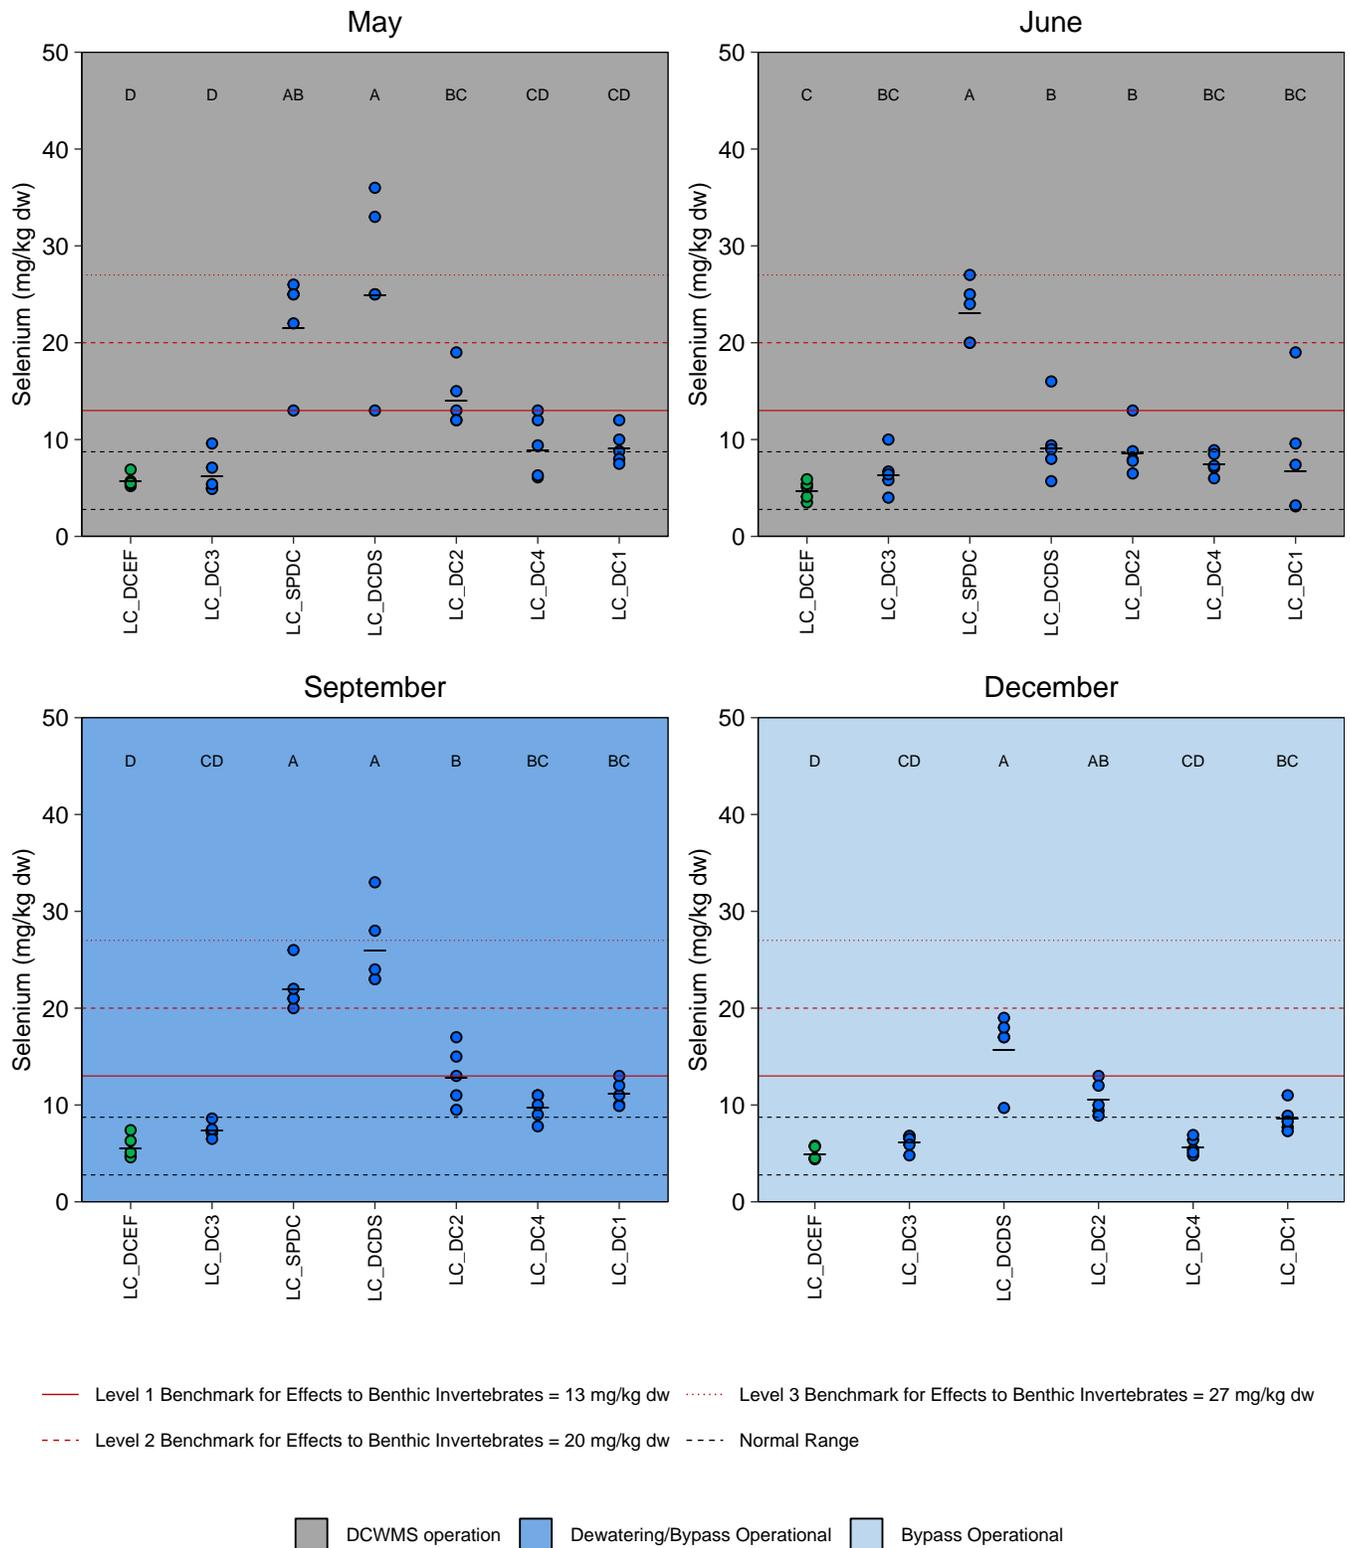 May
June
50
40
30
20
10
0
Selenium (mg/kg dw)
D D AB A BC CD CD
LC_DCEF LC_DC3 LC_SPDC LC_DCDS LC_DC2 LC_DC4 LC_DC1
50
40
30
20
10
0
Selenium (mg/kg dw)
C BC A B B BC BC
LC_DCEF LC_DC3 LC_SPDC LC_DCDS LC_DC2 LC_DC4 LC_DC1
September
December
50
40
30
20
10
0
Selenium (mg/kg dw)
D CD A A B BC BC
LC_DCEF LC_DC3 LC_SPDC LC_DCDS LC_DC2 LC_DC4 LC_DC1
50
40
30
20
10
0
Selenium (mg/kg dw)
D CD A AB CD BC
LC_DCEF LC_DC3 LC_DCDS LC_DC2 LC_DC4 LC_DC1
Level 1 Benchmark for Effects to Benthic Invertebrates = 13 mg/kg dw
Level 3 Benchmark for Effects to Benthic Invertebrates = 27 mg/kg dw
Level 2 Benchmark for Effects to Benthic Invertebrates = 20 mg/kg dw
Normal Range
DCWMS operation
Dewatering/Bypass Operational
Bypass Operational